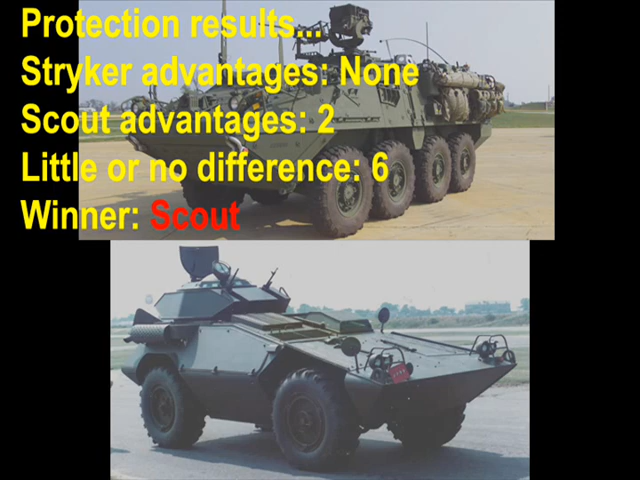 Protection results...
Stryker advantages: None
Scout advantages: 2
Little or no difference: 6
Winner: Scout